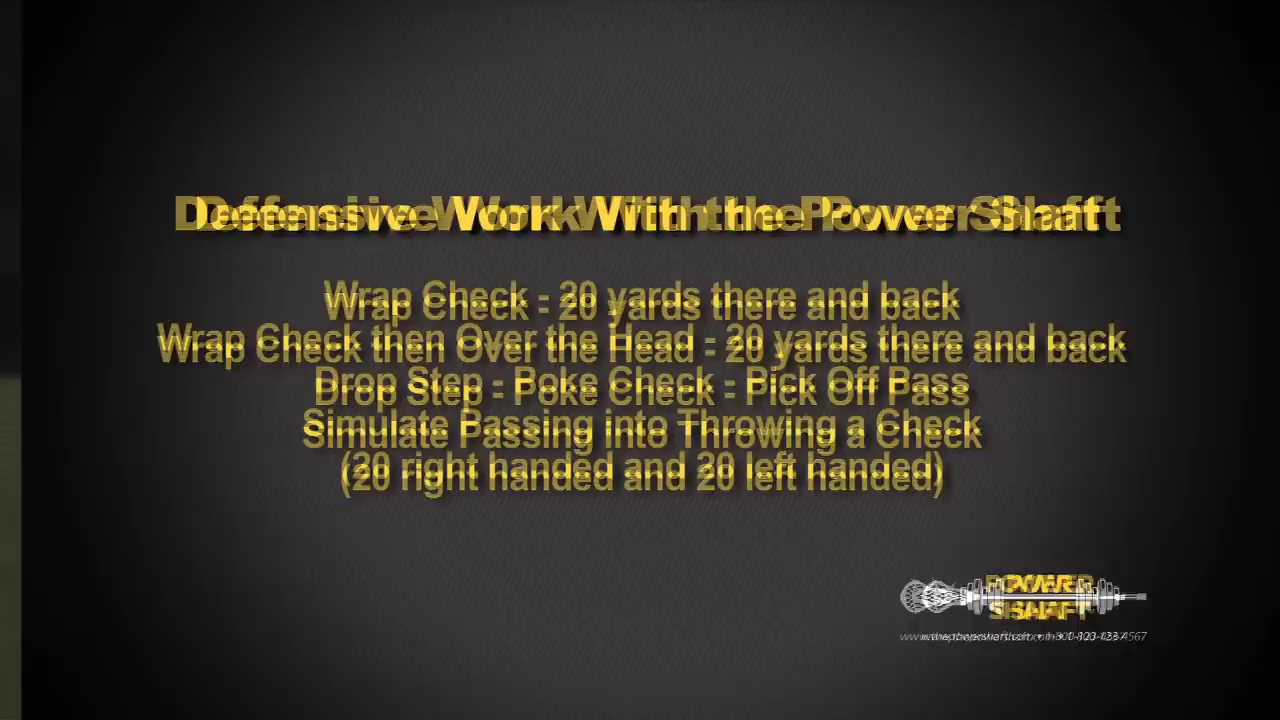 Defensive Work With the Power Shaft
Wrap Check - 20 yards there and back
Wrap Check then Over the Head - 20 yards there and back
Drop Step - Poke Check - Pick Off Pass
Simulate Passing into Throwing a Check
(20 right handed and 20 left handed)
POWER
SHAFT